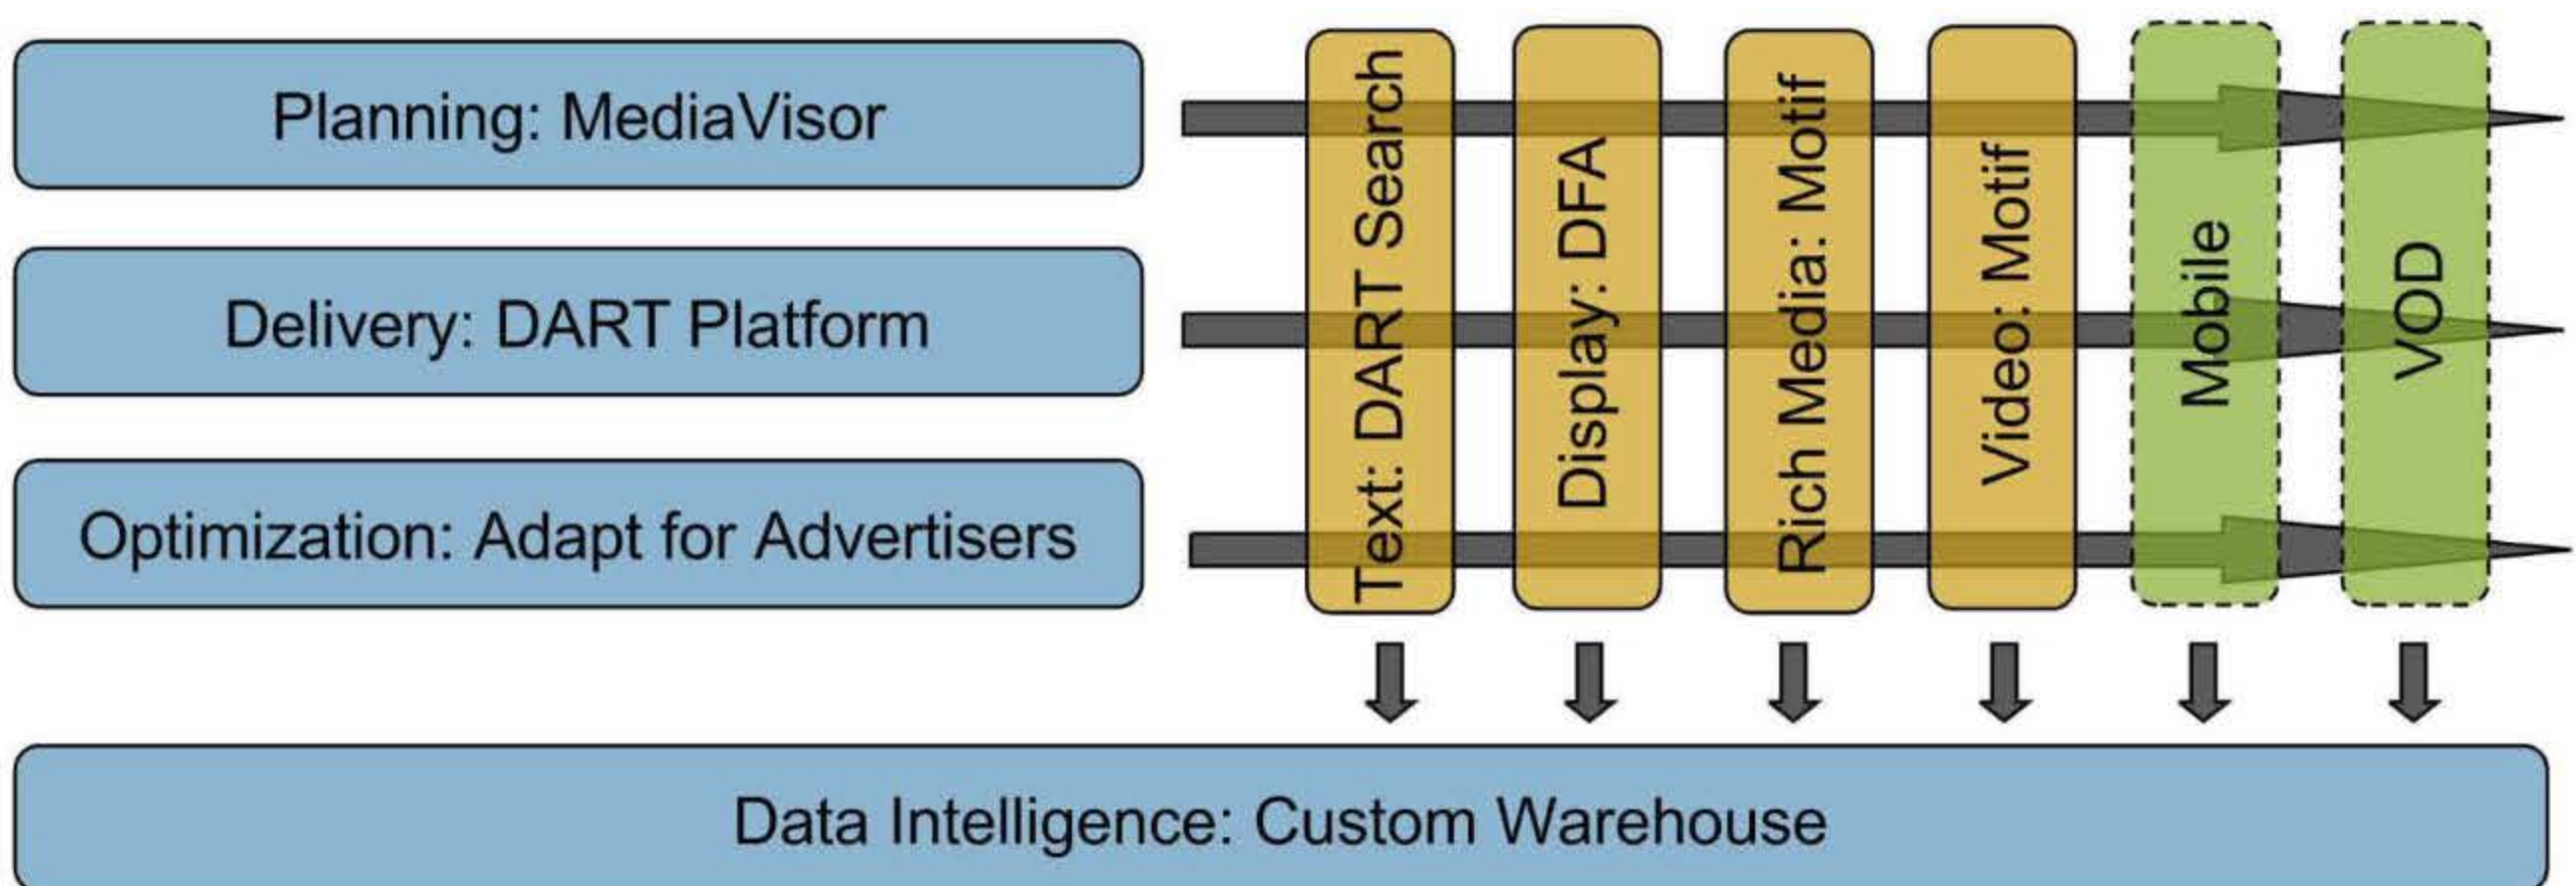 Planning: MediaVisor
Delivery: DART Platform
Optimization: Adapt for Advertisers
Text: DART Search
Display: DFA
Rich Media: Motif
Video: Motif
Mobile
VOD
Data Intelligence: Custom Warehouse